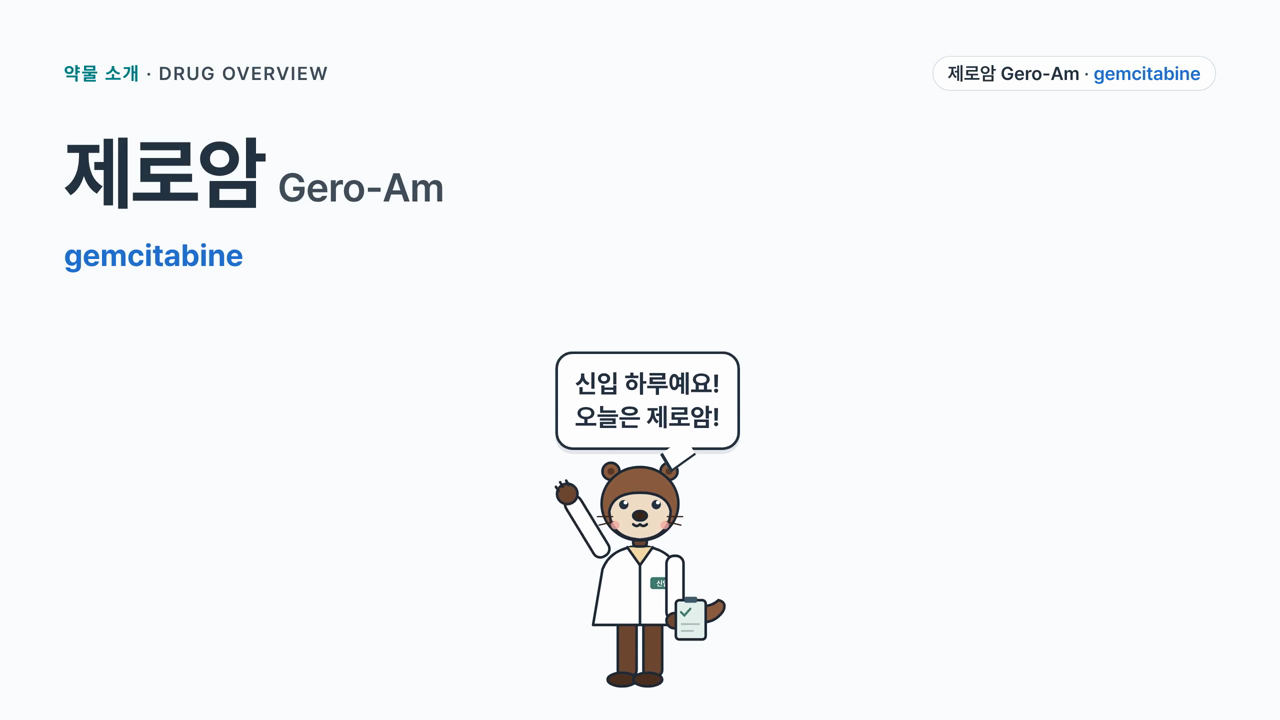 약물 소개 · DRUG OVERVIEW
제로암 Gero-Am · gemcitabine
제로암 Gero-Am
gemcitabine
신입 하루예요!
오늘은 제로암!